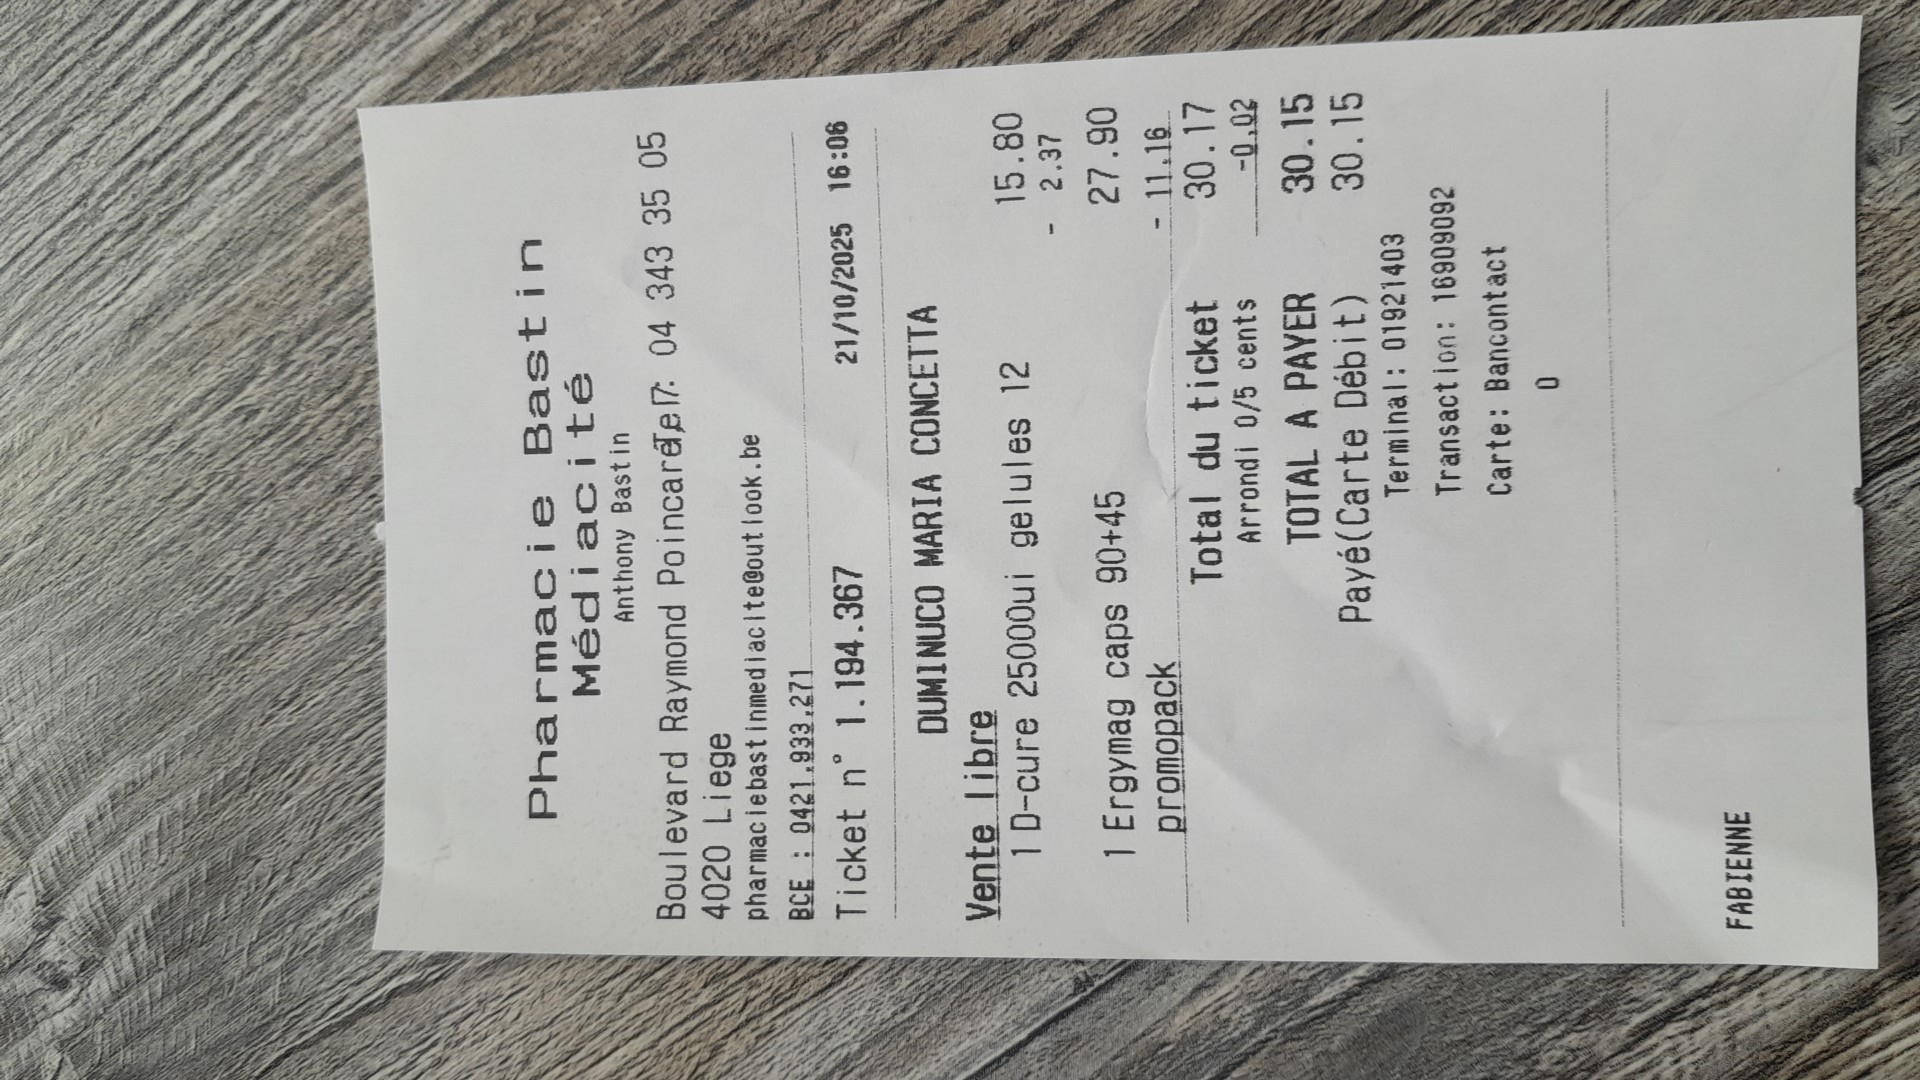 Pharmacie Bastin
Médiacité
Anthony Bastin
Boulevard Raymond Poincaré, 7 Tel: 04 343 35 05
4020 Liege
pharmaciebastinmediacite@outlook.be
BCE : 0421.933.271
Ticket n° 1.194.367 21/10/2025 16:06
DUMINUCO MARIA CONCETTA
Vente libre
1 D-cure 25000ui gelules 12 15.80
- 2.37
1 Ergymag caps 90+45 27.90
promopack - 11.16
Total du ticket 30.17
Arrondi 0/5 cents -0,02
TOTAL A PAYER 30.15
Payé(Carte Débit) 30.15
Terminal: 01921403
Transaction: 16909092
Carte: Bancontact
0
FABIENNE